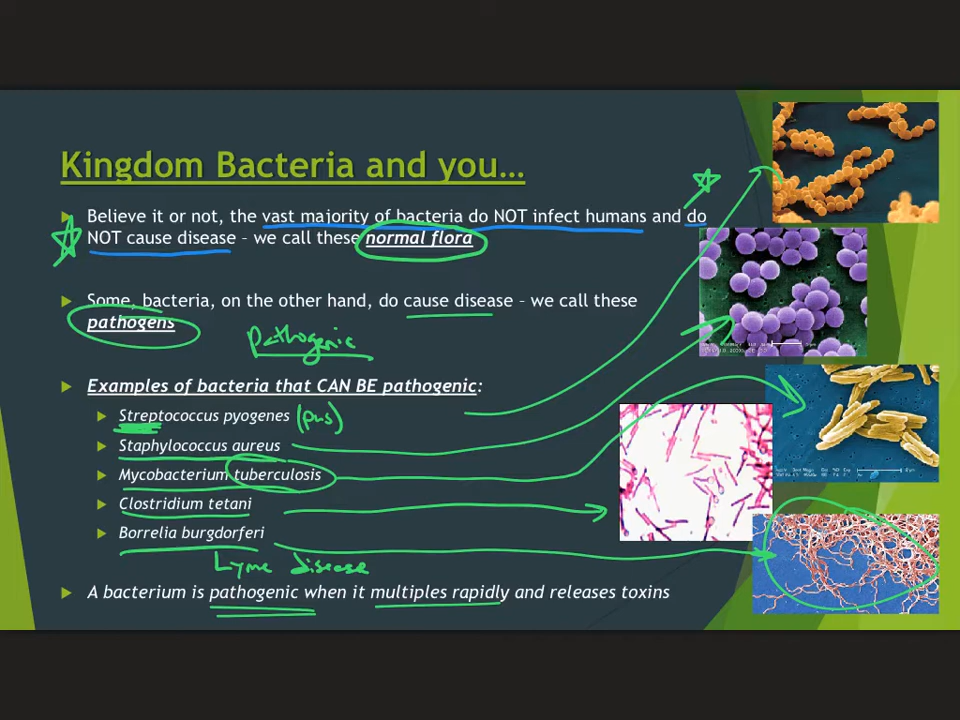 Kingdom Bacteria and you…
Believe it or not, the vast majority of bacteria do NOT infect humans and do
NOT cause disease – we call these normal flora
Some, bacteria, on the other hand, do cause disease – we call these
pathogens
Pathogenic
Examples of bacteria that CAN BE pathogenic:
Streptococcus pyogenes (pus)
Staphylococcus aureus
Mycobacterium tuberculosis
Clostridium tetani
Borrelia burgdorferi
Lyme disease
A bacterium is pathogenic when it multiples rapidly and releases toxins